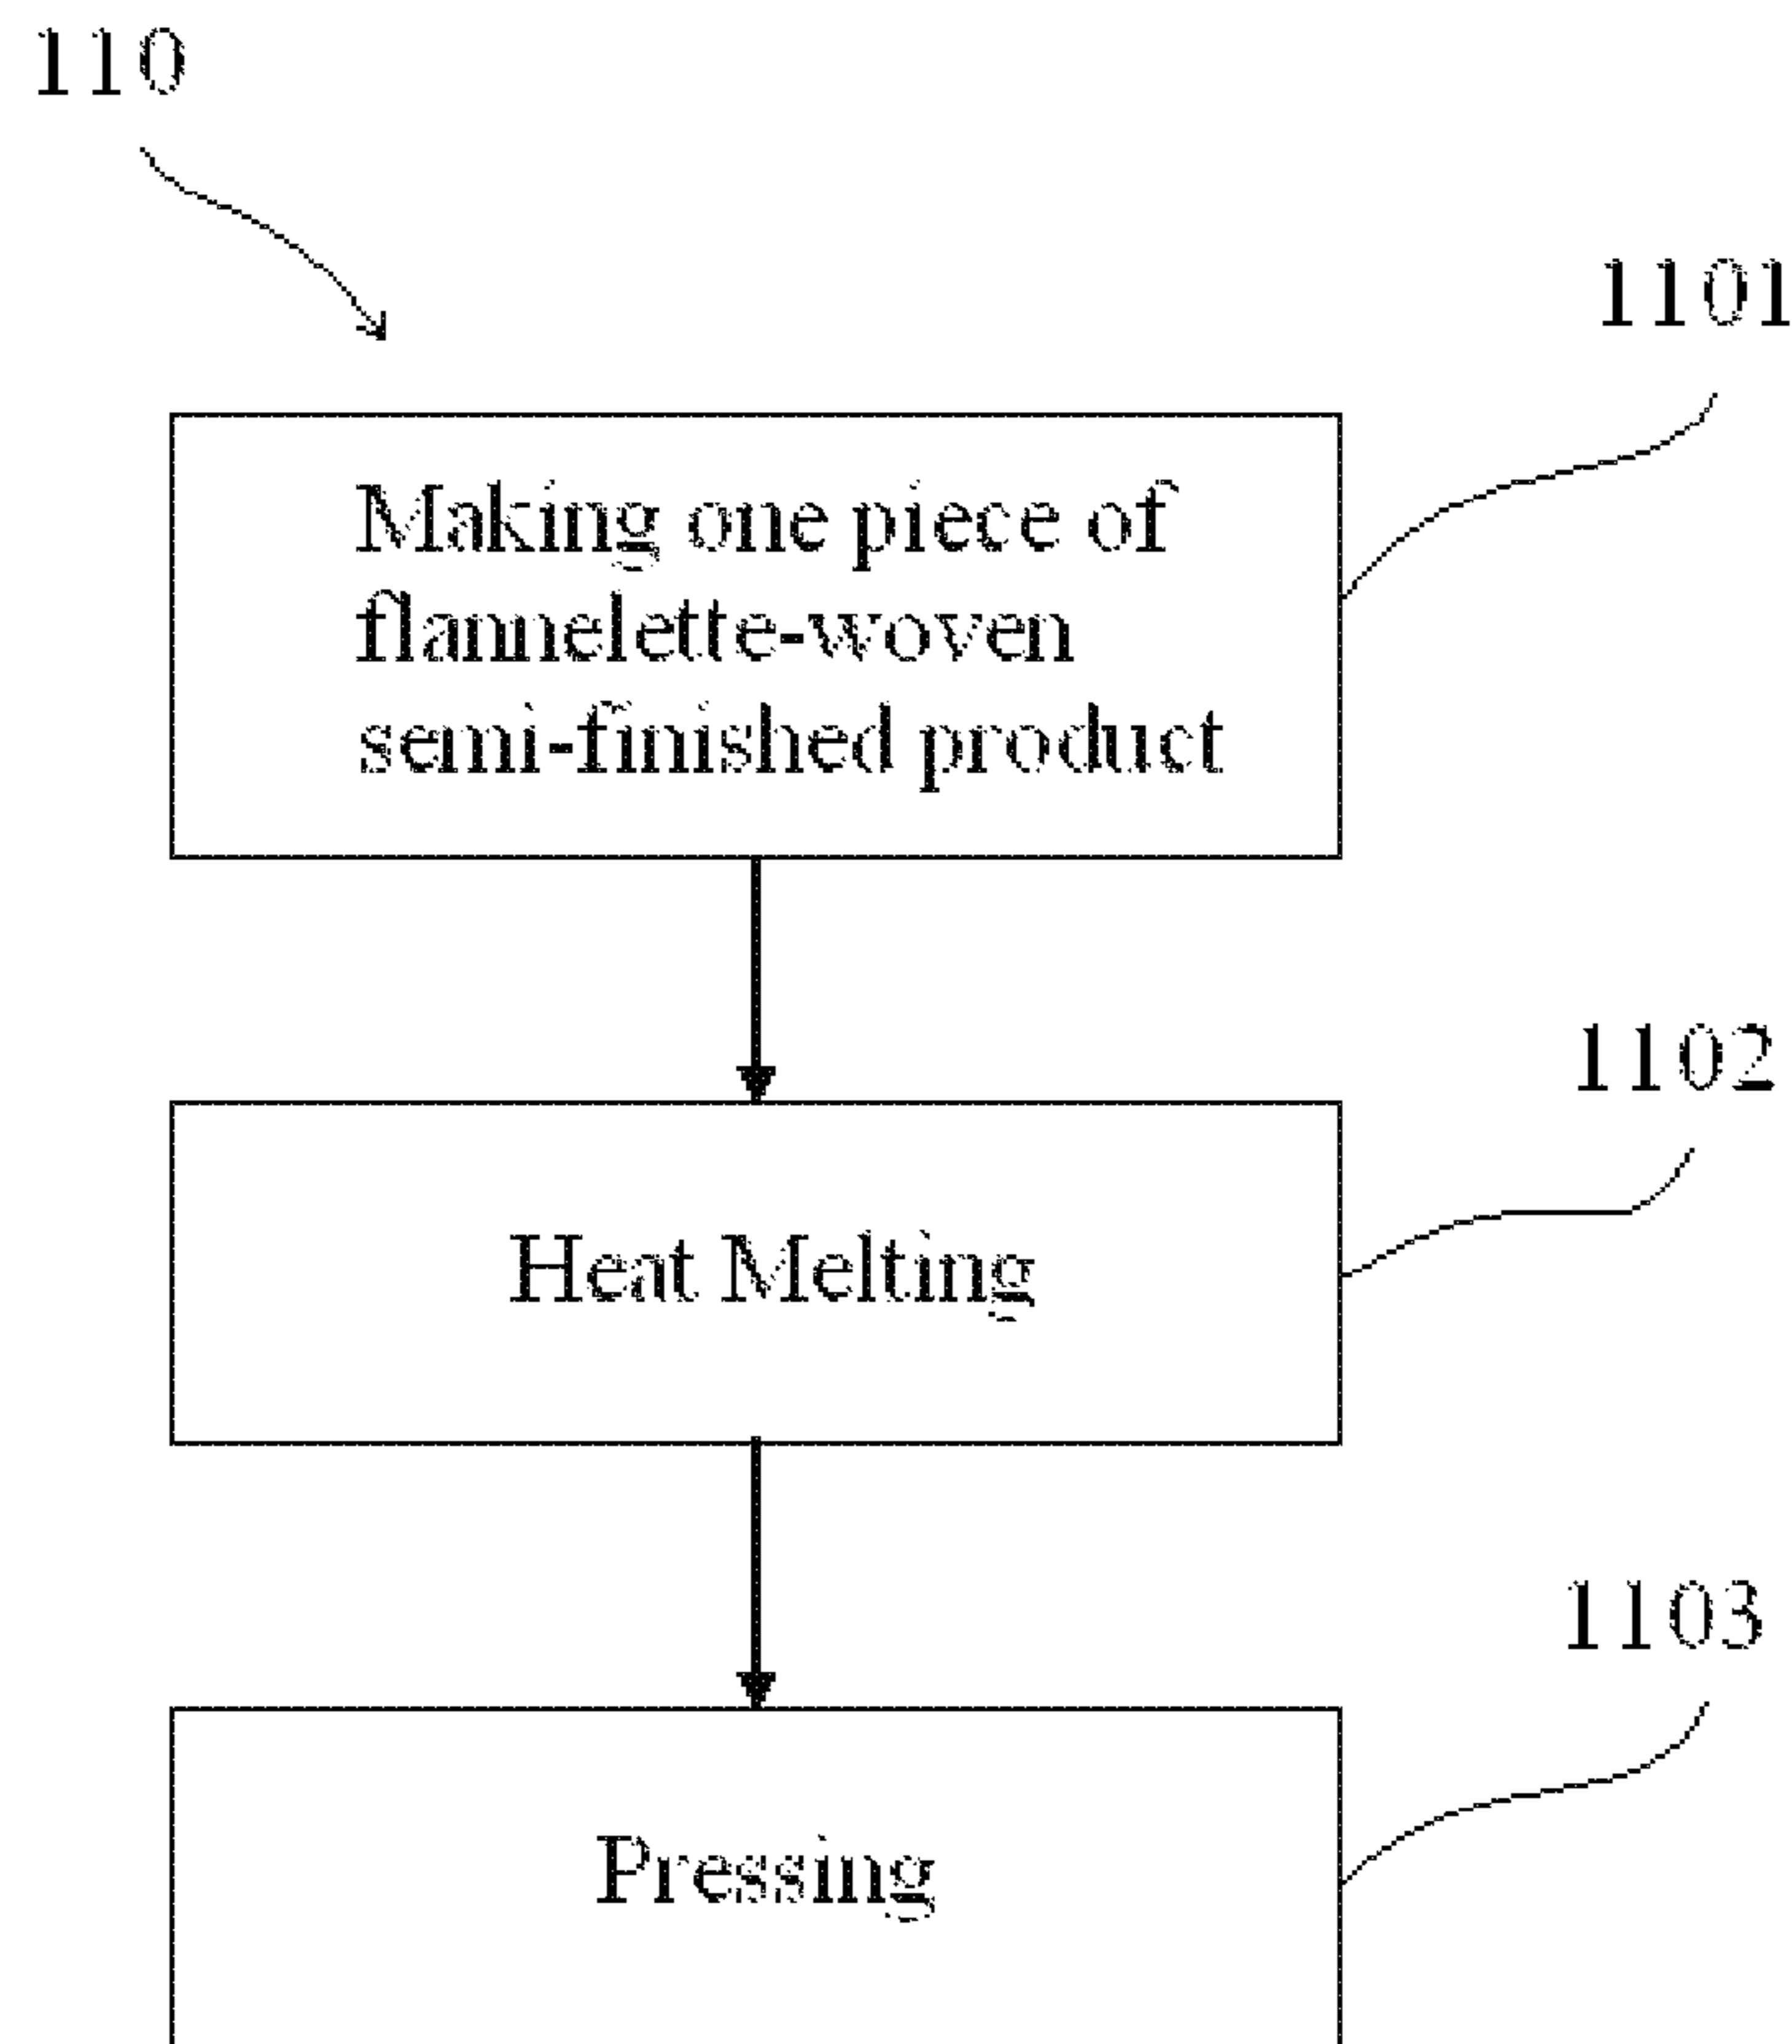 110
1101
Making one piece of
flannelette-woven
semi-finished product
1102
Heat Melting
1103
Pressing